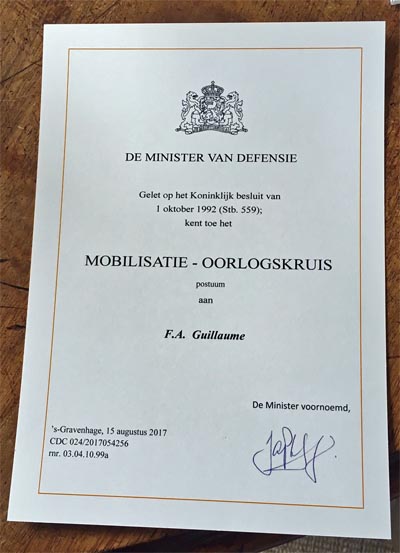 DE MINISTER VAN DEFENSIE
Gelet op het Koninklijk besluit van
1 oktober 1992 (Stb. 559);
kent toe het
MOBILISATIE - OORLOGSKRUIS
postuum
aan
F.A. Guillaume
De Minister voornoemd,
's-Gravenhage, 15 augustus 2017
CDC 024/2017054256
rnr. 03.04.10.99a